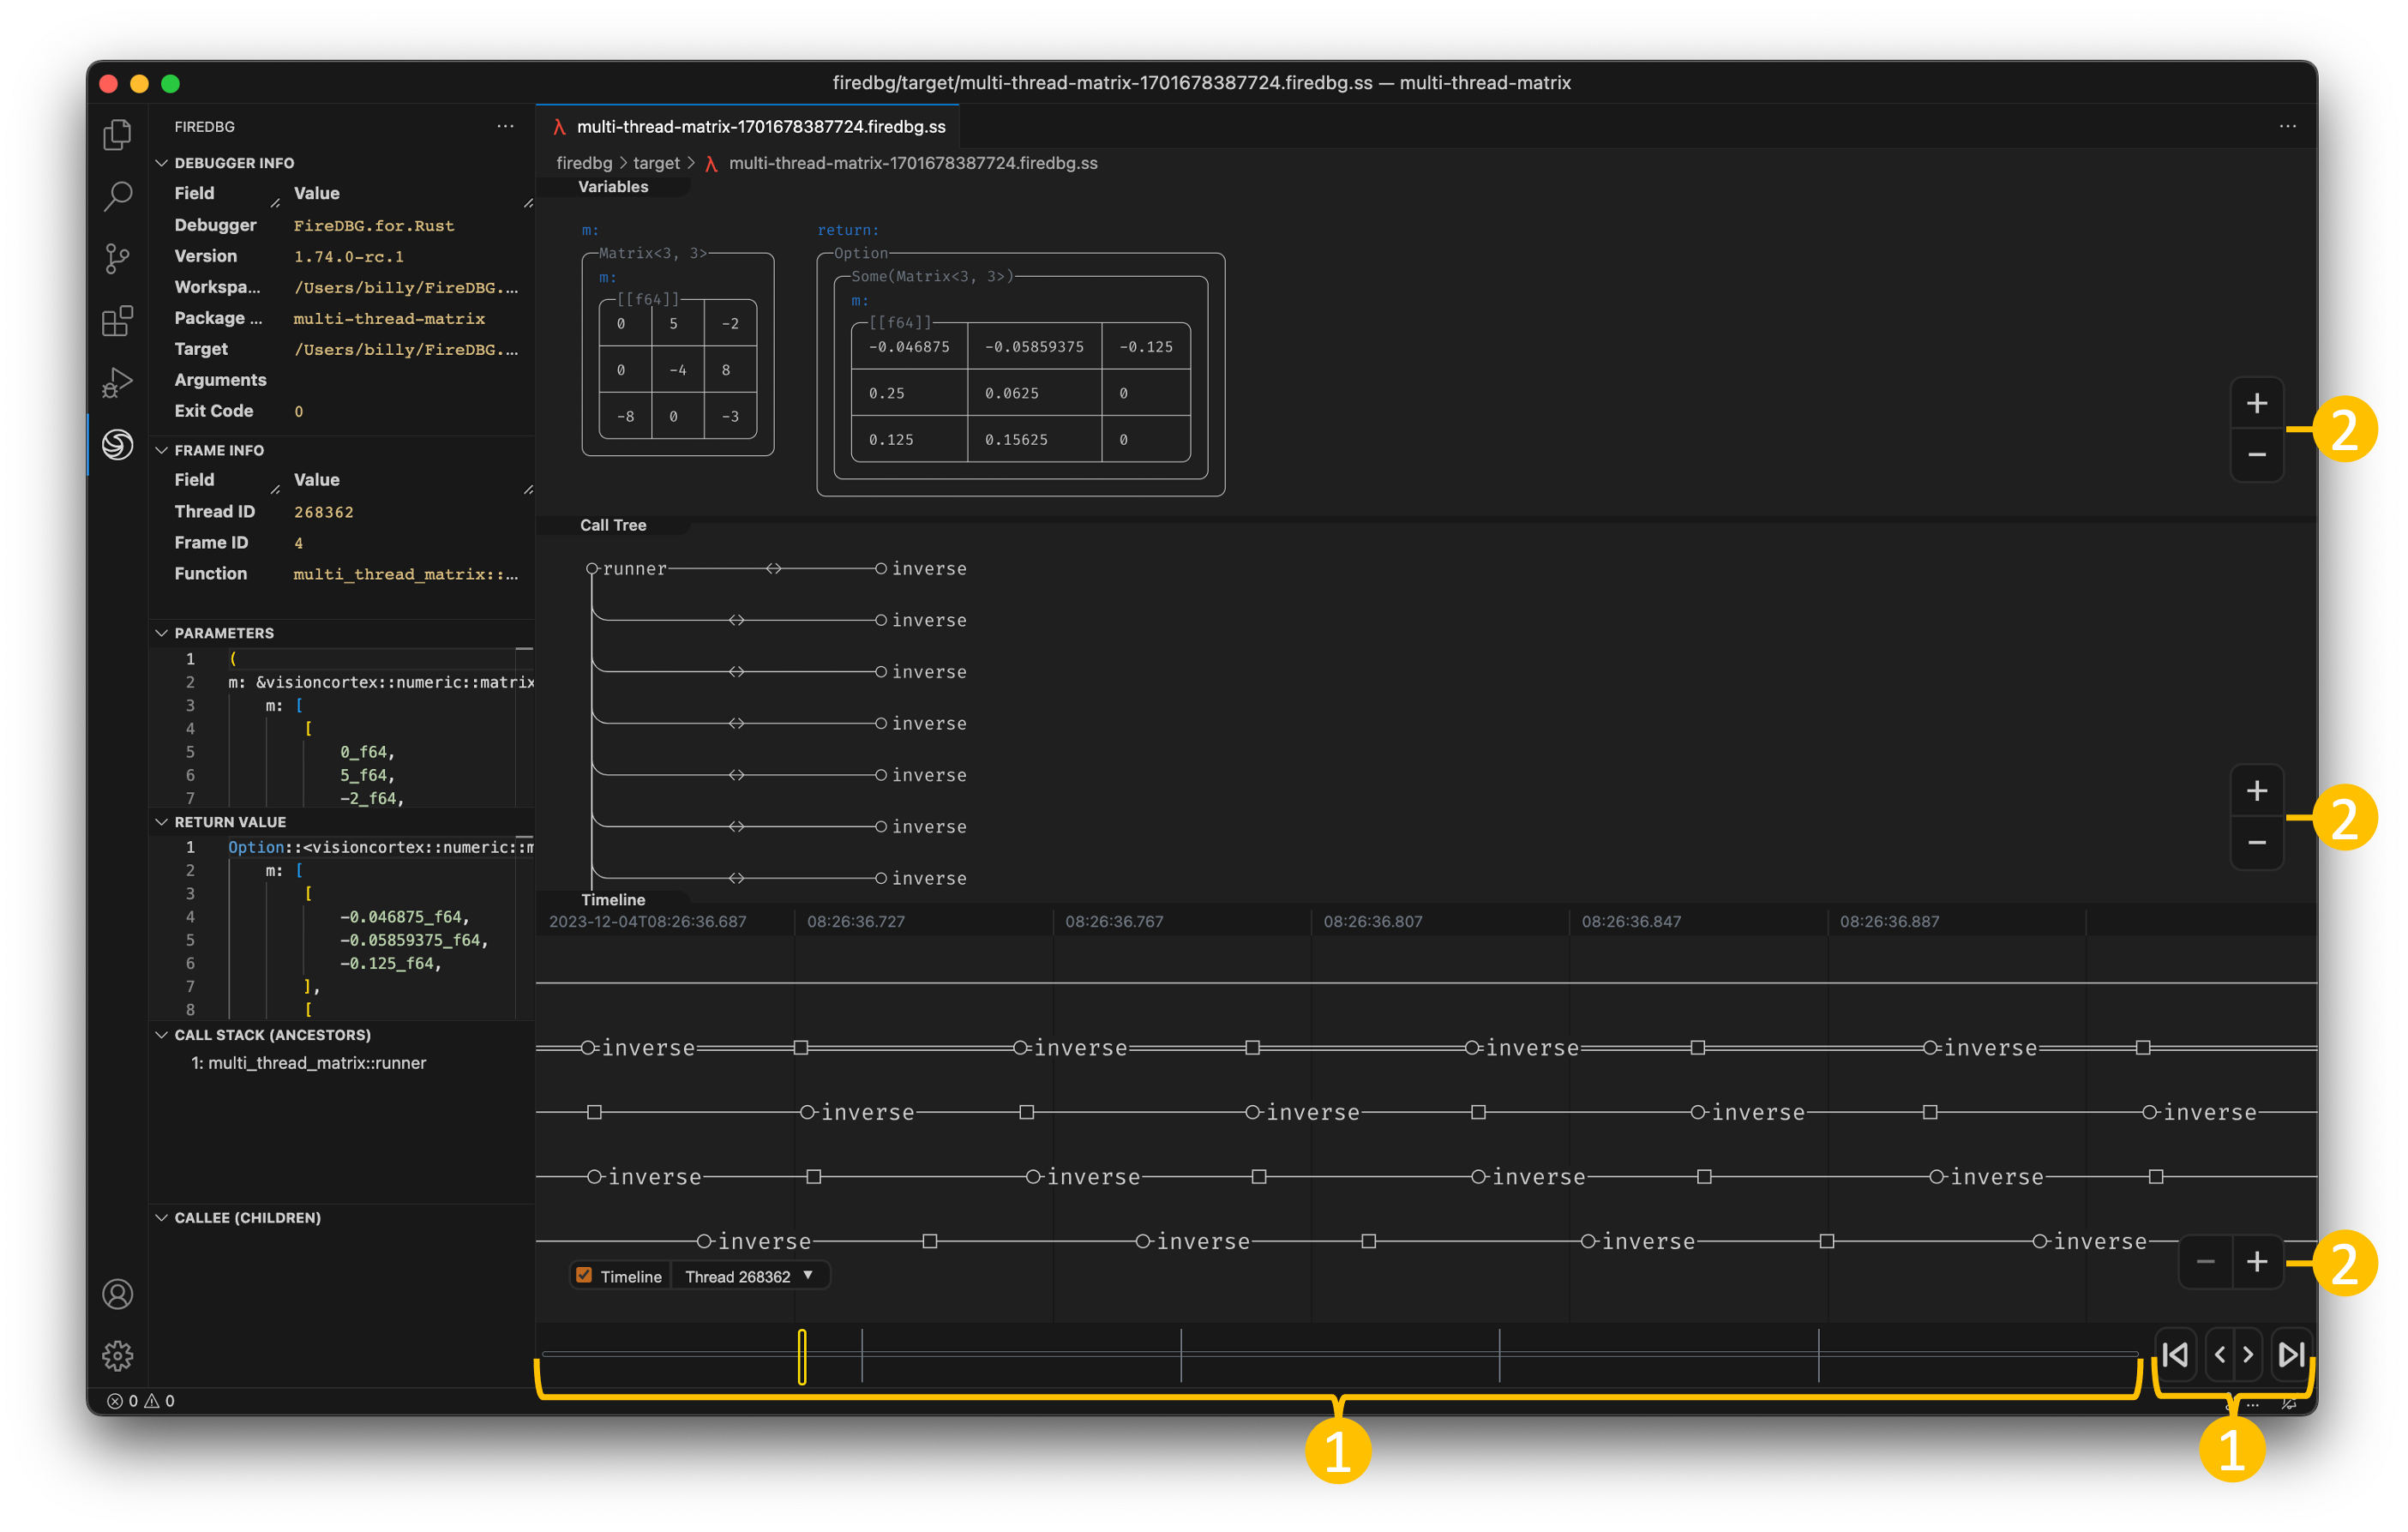 firedbg/target/multi-thread-matrix-1701678387724.firedbg.ss — multi-thread-matrix
FIREDBG
DEBUGGER INFO
Field Value
Debugger FireDBG.for.Rust
Version 1.74.0-rc.1
Workspa... /Users/billy/FireDBG....
Package ... multi-thread-matrix
Target /Users/billy/FireDBG....
Arguments
Exit Code 0
FRAME INFO
Field Value
Thread ID 268362
Frame ID 4
Function multi_thread_matrix::...
PARAMETERS
1 (
2 m: &visioncortex::numeric::matrix
3 m: [
4 [
5 0_f64,
6 5_f64,
7 -2_f64,
RETURN VALUE
1 Option::<visioncortex::numeric::m
2 m: [
3 [
4 -0.046875_f64,
5 -0.05859375_f64,
6 -0.125_f64,
7 ],
8 [
CALL STACK (ANCESTORS)
1: multi_thread_matrix::runner
CALLEE (CHILDREN)
0 0
λ multi-thread-matrix-1701678387724.firedbg.ss
firedbg > target > λ multi-thread-matrix-1701678387724.firedbg.ss
Variables
m:
Matrix<3, 3>
m:
[[f64]]
0 5 -2
0 -4 8
-8 0 -3
return:
Option
Some(Matrix<3, 3>)
m:
[[f64]]
-0.046875 -0.05859375 -0.125
0.25 0.0625 0
0.125 0.15625 0
+
−
2
Call Tree
runner <> inverse
<> inverse
<> inverse
<> inverse
<> inverse
<> inverse
<> inverse
+
−
2
Timeline
2023-12-04T08:26:36.687 08:26:36.727 08:26:36.767 08:26:36.807 08:26:36.847 08:26:36.887
inverse inverse inverse inverse
inverse inverse inverse inverse
inverse inverse inverse inverse
inverse inverse inverse inverse
Timeline Thread 268362 ▼
− +
2
< >
1 1